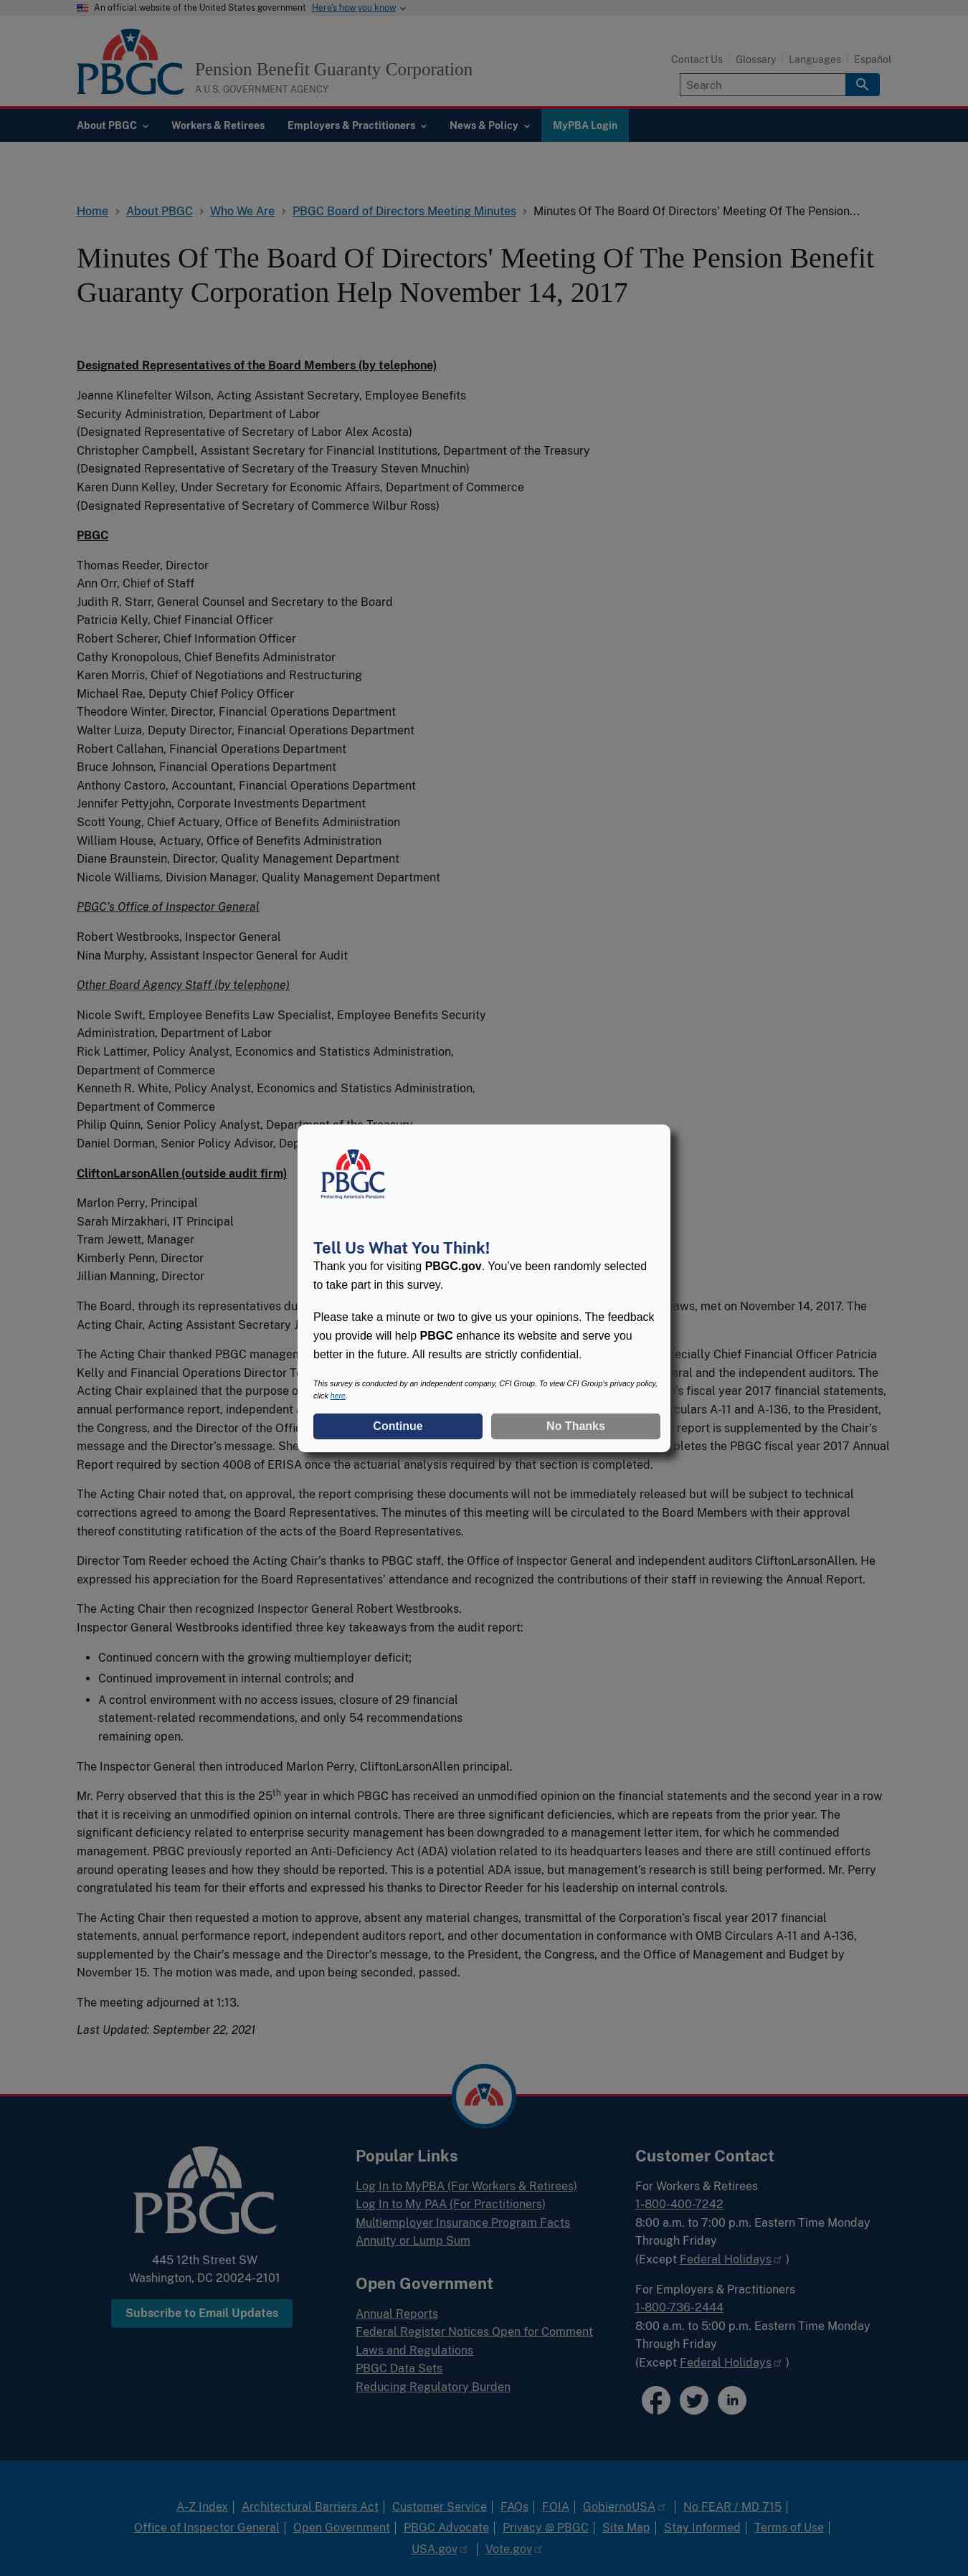 An official website of the United States government Here's how you know
PBGC
Pension Benefit Guaranty Corporation
A U.S. GOVERNMENT AGENCY
Contact Us
Glossary
Languages
Español
Search
About PBGC
Workers & Retirees
Employers & Practitioners
News & Policy
MyPBA Login
Home > About PBGC > Who We Are > PBGC Board of Directors Meeting Minutes > Minutes Of The Board Of Directors' Meeting Of The Pension...
Minutes Of The Board Of Directors' Meeting Of The Pension Benefit
Guaranty Corporation Help November 14, 2017
Designated Representatives of the Board Members (by telephone)
Jeanne Klinefelter Wilson, Acting Assistant Secretary, Employee Benefits
Security Administration, Department of Labor
(Designated Representative of Secretary of Labor Alex Acosta)
Christopher Campbell, Assistant Secretary for Financial Institutions, Department of the Treasury
(Designated Representative of Secretary of the Treasury Steven Mnuchin)
Karen Dunn Kelley, Under Secretary for Economic Affairs, Department of Commerce
(Designated Representative of Secretary of Commerce Wilbur Ross)
PBGC
Thomas Reeder, Director
Ann Orr, Chief of Staff
Judith R. Starr, General Counsel and Secretary to the Board
Patricia Kelly, Chief Financial Officer
Robert Scherer, Chief Information Officer
Cathy Kronopolous, Chief Benefits Administrator
Karen Morris, Chief of Negotiations and Restructuring
Michael Rae, Deputy Chief Policy Officer
Theodore Winter, Director, Financial Operations Department
Walter Luiza, Deputy Director, Financial Operations Department
Robert Callahan, Financial Operations Department
Bruce Johnson, Financial Operations Department
Anthony Castoro, Accountant, Financial Operations Department
Jennifer Pettyjohn, Corporate Investments Department
Scott Young, Chief Actuary, Office of Benefits Administration
William House, Actuary, Office of Benefits Administration
Diane Braunstein, Director, Quality Management Department
Nicole Williams, Division Manager, Quality Management Department
PBGC's Office of Inspector General
Robert Westbrooks, Inspector General
Nina Murphy, Assistant Inspector General for Audit
Other Board Agency Staff (by telephone)
Nicole Swift, Employee Benefits Law Specialist, Employee Benefits Security
Administration, Department of Labor
Rick Lattimer, Policy Analyst, Economics and Statistics Administration,
Department of Commerce
Kenneth R. White, Policy Analyst, Economics and Statistics Administration,
Department of Commerce
Philip Quinn, Senior Policy Analyst, Department of the Treasury
Daniel Dorman, Senior Policy Advisor,
CliftonLarsonAllen (outside audit firm)
Marlon Perry, Principal
Sarah Mirzakhari, IT Principal
Tram Jewett, Manager
Kimberly Penn, Director
Jillian Manning, Director
The Board, through its representatives laws, met on November 14, 2017. The
Acting Chair, Acting Assistant Secretary
The Acting Chair thanked PBGC Chief Financial Officer Patricia
Kelly and Financial Operations Director and the independent auditors. The
Acting Chair explained that the purpose fiscal year 2017 financial statements,
annual performance report, A-11 and A-136, to the President,
the Congress, and the Director of the report is supplemented by the Chair's
message and the Director's message. She the PBGC fiscal year 2017 Annual
Report required by section 4008 of ERISA once the actuarial analysis required by that section is completed.
PBGC
Protecting America's Pensions
Tell Us What You Think!
Thank you for visiting PBGC.gov. You've been randomly selected
to take part in this survey.
Please take a minute or two to give us your opinions. The feedback
you provide will help PBGC enhance its website and serve you
better in the future. All results are strictly confidential.
This survey is conducted by an independent company, CFI Group. To view CFI Group's privacy policy,
click here.
Continue
No Thanks
The Acting Chair noted that, on approval, the report comprising these documents will not be immediately released but will be subject to technical
corrections agreed to among the Board Representatives. The minutes of this meeting will be circulated to the Board Members with their approval
thereof constituting ratification of the acts of the Board Representatives.
Director Tom Reeder echoed the Acting Chair's thanks to PBGC staff, the Office of Inspector General and independent auditors CliftonLarsonAllen. He
expressed his appreciation for the Board Representatives' attendance and recognized the contributions of their staff in reviewing the Annual Report.
The Acting Chair then recognized Inspector General Robert Westbrooks.
Inspector General Westbrooks identified three key takeaways from the audit report:
• Continued concern with the growing multiemployer deficit;
• Continued improvement in internal controls; and
• A control environment with no access issues, closure of 29 financial
statement-related recommendations, and only 54 recommendations
remaining open.
The Inspector General then introduced Marlon Perry, CliftonLarsonAllen principal.
Mr. Perry observed that this is the 25th year in which PBGC has received an unmodified opinion on the financial statements and the second year in a row
that it is receiving an unmodified opinion on internal controls. There are three significant deficiencies, which are repeats from the prior year. The
significant deficiency related to enterprise security management has been downgraded to a management letter item, for which he commended
management. PBGC previously reported an Anti-Deficiency Act (ADA) violation related to its headquarters leases and there are still continued efforts
around operating leases and how they should be reported. This is a potential ADA issue, but management's research is still being performed. Mr. Perry
congratulated his team for their efforts and expressed his thanks to Director Reeder for his leadership on internal controls.
The Acting Chair then requested a motion to approve, absent any material changes, transmittal of the Corporation's fiscal year 2017 financial
statements, annual performance report, independent auditors report, and other documentation in conformance with OMB Circulars A-11 and A-136,
supplemented by the Chair's message and the Director's message, to the President, the Congress, and the Office of Management and Budget by
November 15. The motion was made, and upon being seconded, passed.
The meeting adjourned at 1:13.
Last Updated: September 22, 2021
PBGC
445 12th Street SW
Washington, DC 20024-2101
Subscribe to Email Updates
Popular Links
Log In to MyPBA (For Workers & Retirees)
Log In to My PAA (For Practitioners)
Multiemployer Insurance Program Facts
Annuity or Lump Sum
Open Government
Annual Reports
Federal Register Notices Open for Comment
Laws and Regulations
PBGC Data Sets
Reducing Regulatory Burden
Customer Contact
For Workers & Retirees
1-800-400-7242
8:00 a.m. to 7:00 p.m. Eastern Time Monday
Through Friday
(Except Federal Holidays )
For Employers & Practitioners
1-800-736-2444
8:00 a.m. to 5:00 p.m. Eastern Time Monday
Through Friday
(Except Federal Holidays )
A-Z Index | Architectural Barriers Act | Customer Service | FAQs | FOIA | GobiernoUSA | No FEAR / MD 715 |
Office of Inspector General | Open Government | PBGC Advocate | Privacy @ PBGC | Site Map | Stay Informed | Terms of Use |
USA.gov | Vote.gov